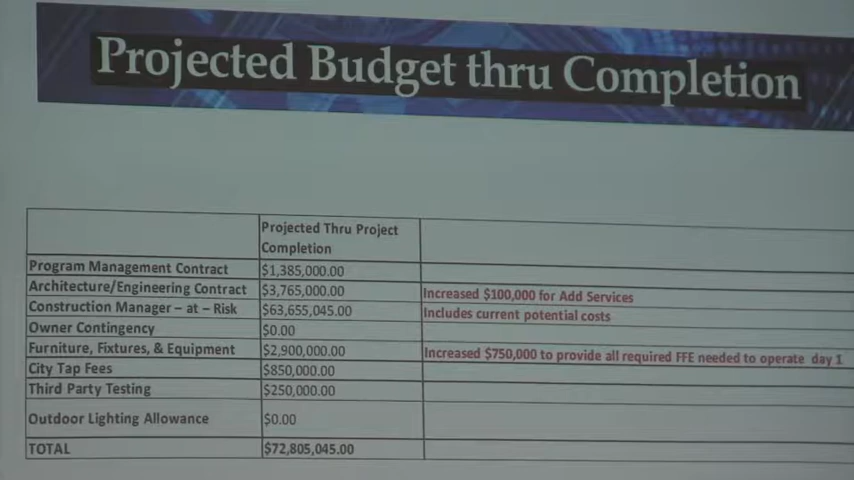 Projected Budget thru Completion
Projected Thru Project
Completion
Program Management Contract $1,385,000.00
Architecture/Engineering Contract $3,765,000.00 Increased $100,000 for Add Services
Construction Manager – at – Risk $63,655,045.00 Includes current potential costs
Owner Contingency $0.00
Furniture, Fixtures, & Equipment $2,900,000.00 Increased $750,000 to provide all required FFE needed to operate day 1
City Tap Fees $850,000.00
Third Party Testing $250,000.00
Outdoor Lighting Allowance $0.00
TOTAL $72,805,045.00